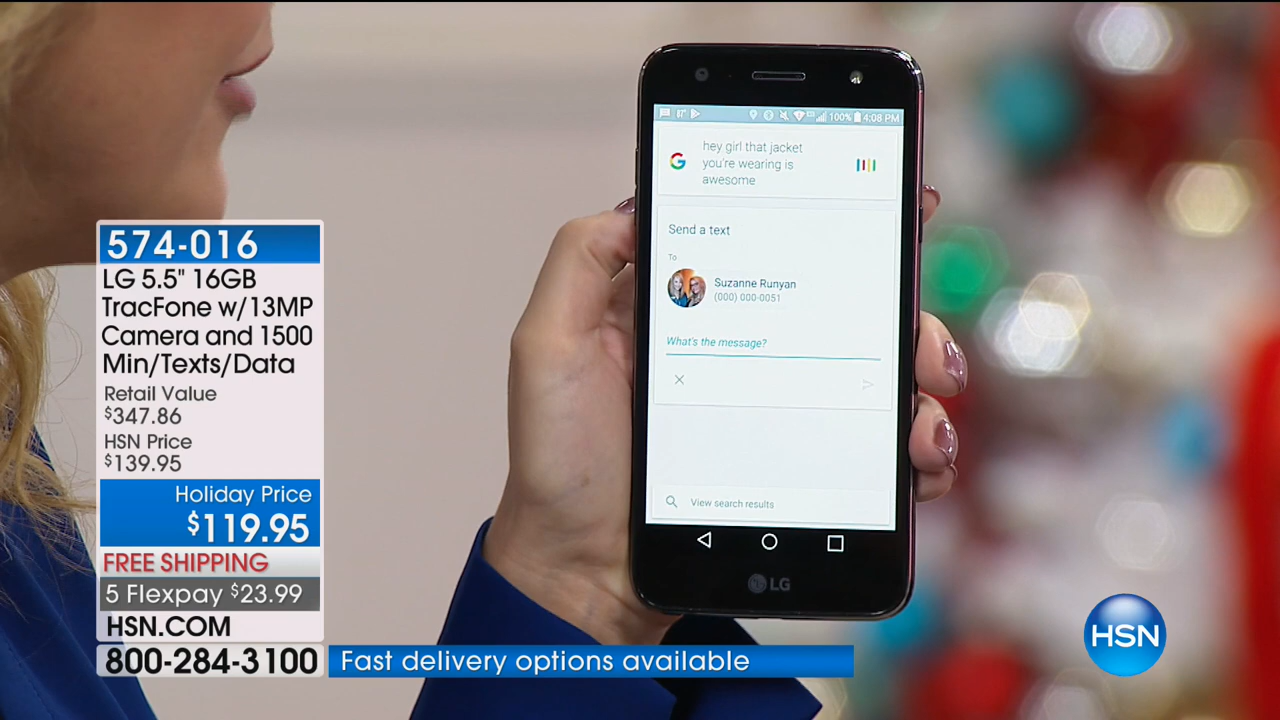 574-016
LG 5.5" 16GB
TracFone w/13MP
Camera and 1500
Min/Texts/Data
Retail Value
$347.86
HSN Price
$139.95
Holiday Price
$119.95
FREE SHIPPING
5 Flexpay $23.99
HSN.COM
800-284-3100
Fast delivery options available
100% 4:08 PM
hey girl that jacket
you're wearing is
awesome
Send a text
To
Suzanne Runyan
(000) 000-0051
What's the message?
View search results
LG
HSN